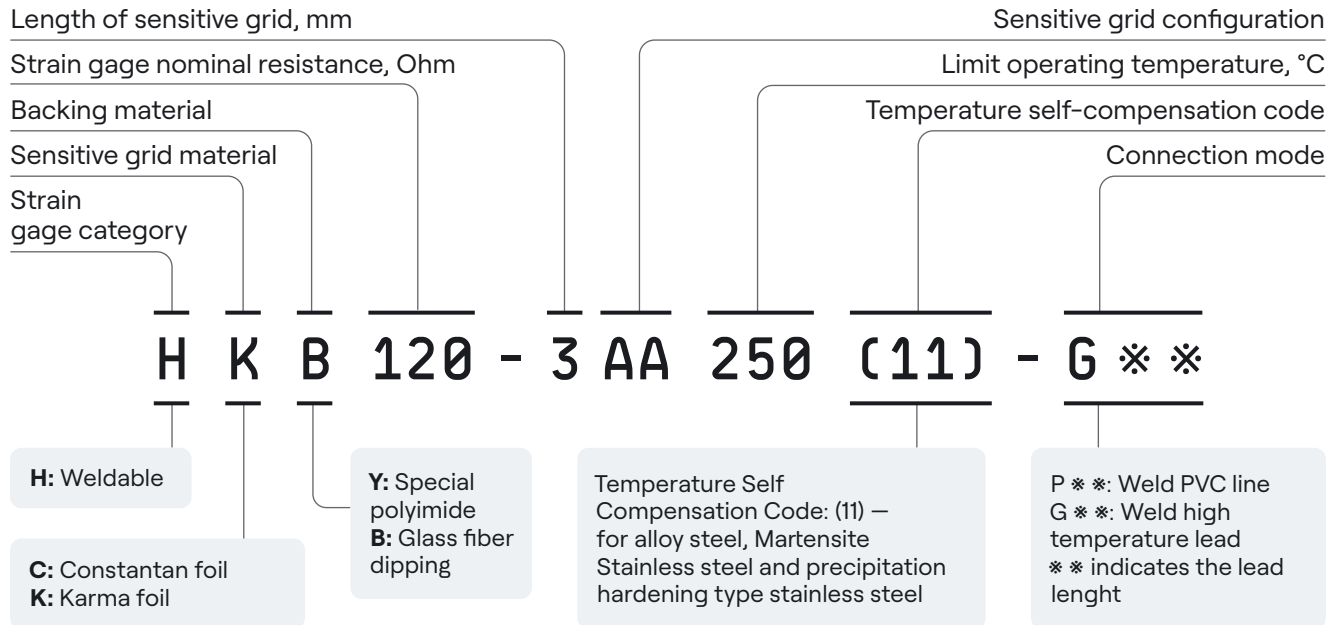 Length of sensitive grid, mm
Strain gage nominal resistance, Ohm
Backing material
Sensitive grid material
Strain
gage category
Sensitive grid configuration
Limit operating temperature, °C
Temperature self-compensation code
Connection mode
H K B 120 - 3 AA 250 (11) - G ※ ※
H: Weldable
C: Constantan foil
K: Karma foil
Y: Special
polyimide
B: Glass fiber
dipping
Temperature Self
Compensation Code: (11) —
for alloy steel, Martensite
Stainless steel and precipitation
hardening type stainless steel
P ※ ※: Weld PVC line
G ※ ※: Weld high
temperature lead
※ ※ indicates the lead
lenght